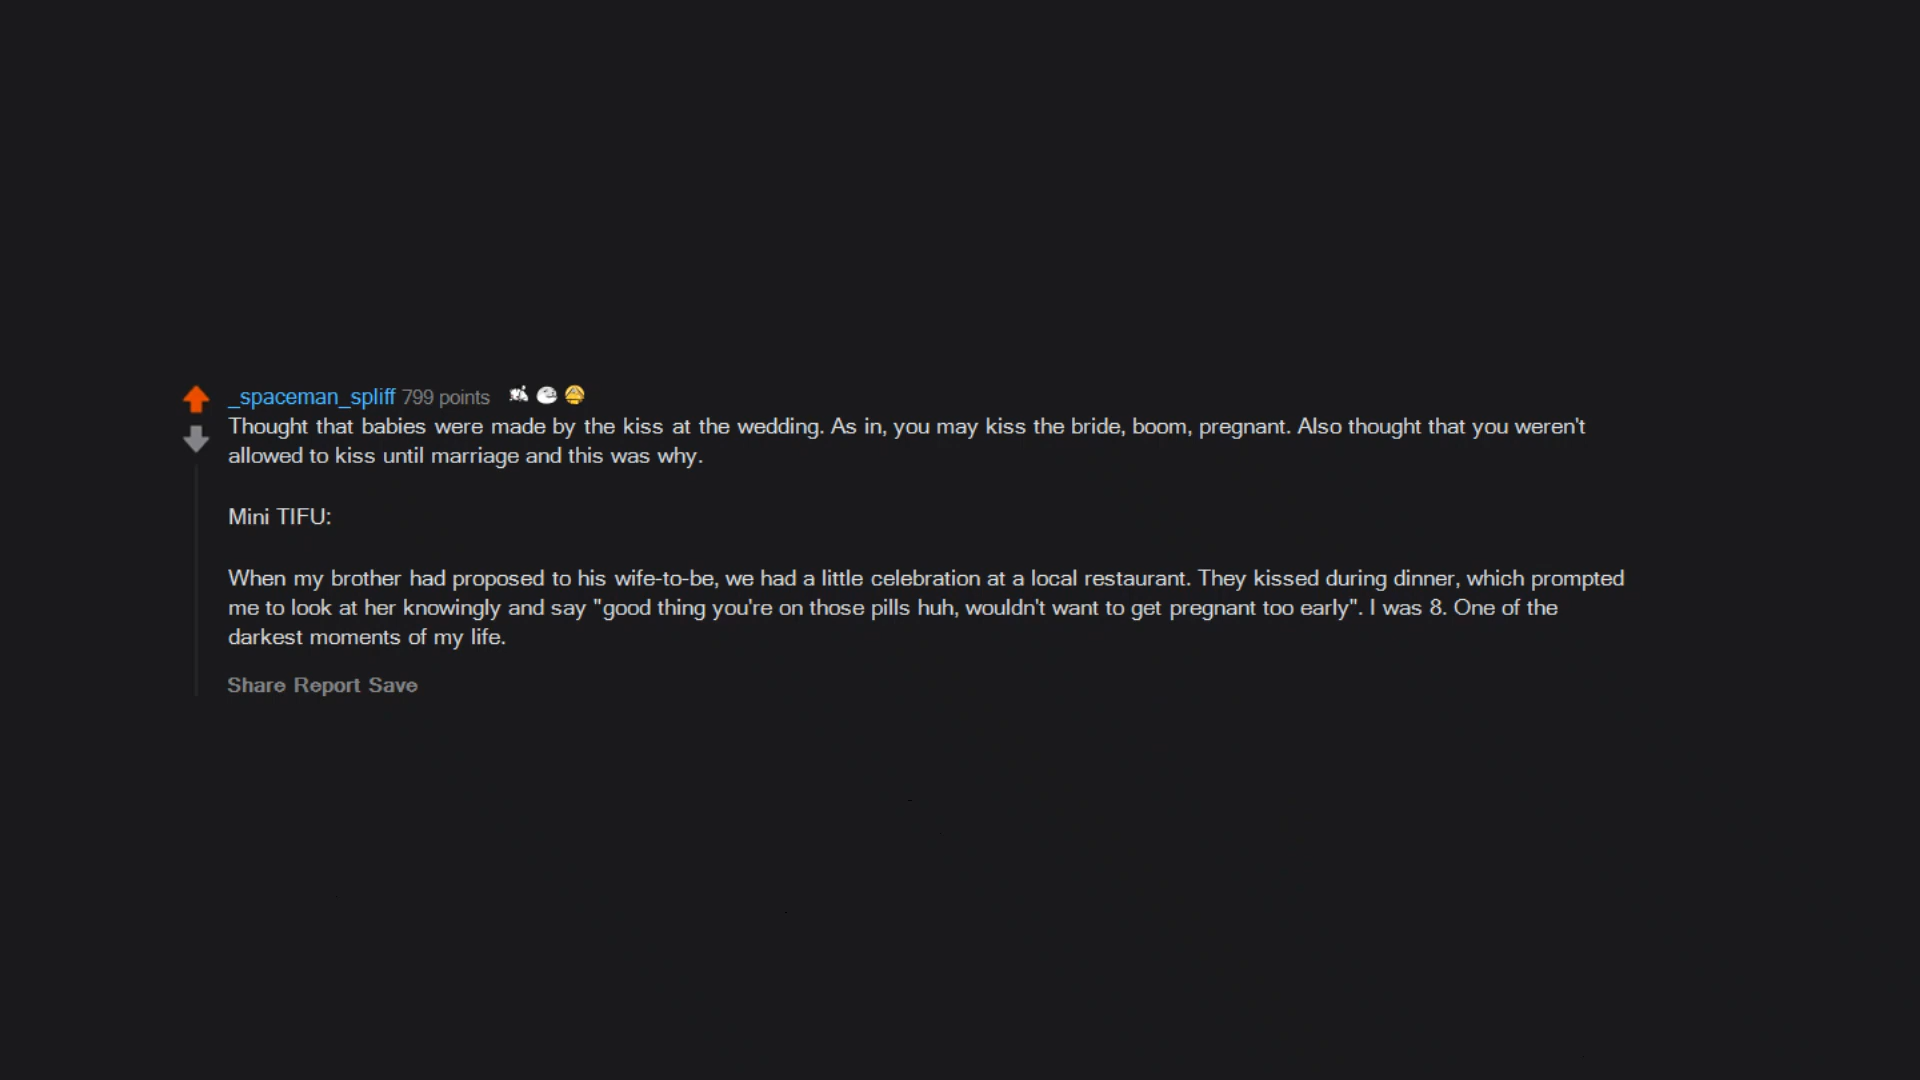 _spaceman_spliff 799 points
Thought that babies were made by the kiss at the wedding. As in, you may kiss the bride, boom, pregnant. Also thought that you weren't
allowed to kiss until marriage and this was why.
Mini TIFU:
When my brother had proposed to his wife-to-be, we had a little celebration at a local restaurant. They kissed during dinner, which prompted
me to look at her knowingly and say "good thing you're on those pills huh, wouldn't want to get pregnant too early". I was 8. One of the
darkest moments of my life.
Share Report Save